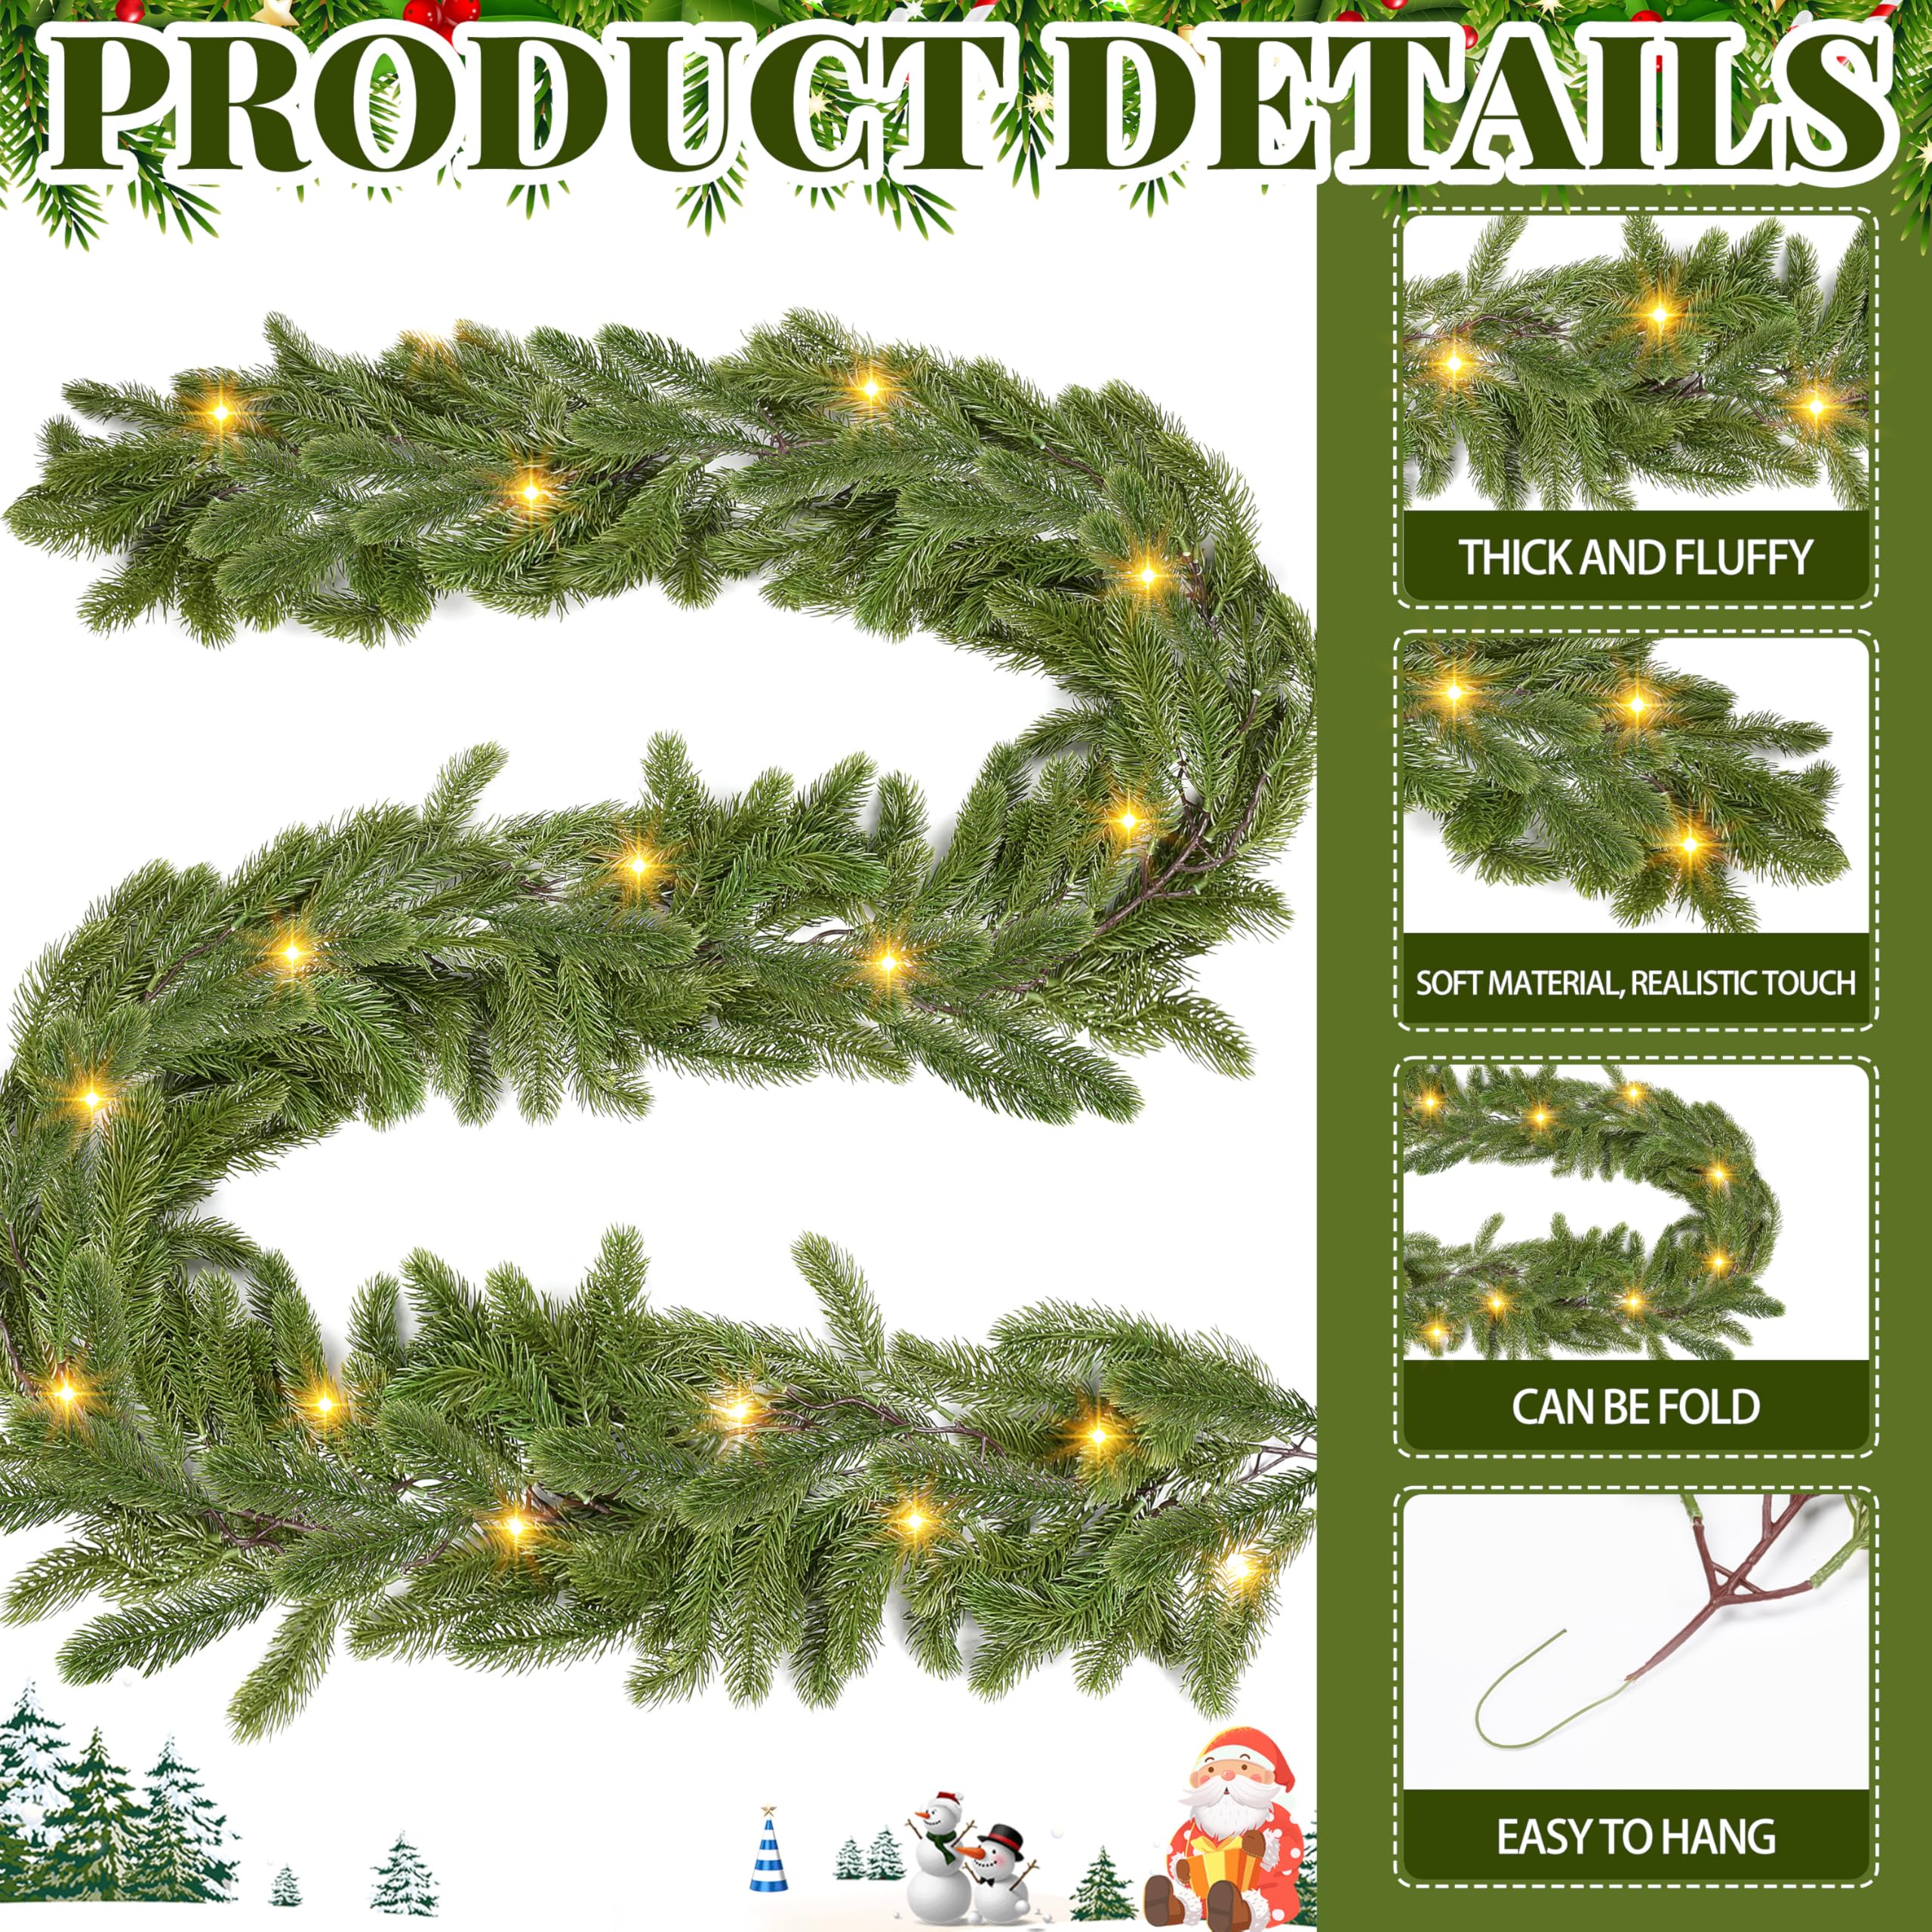 PRODUCT DETAILS
THICK AND FLUFFY
SOFT MATERIAL, REALISTIC TOUCH
CAN BE FOLD
EASY TO HANG